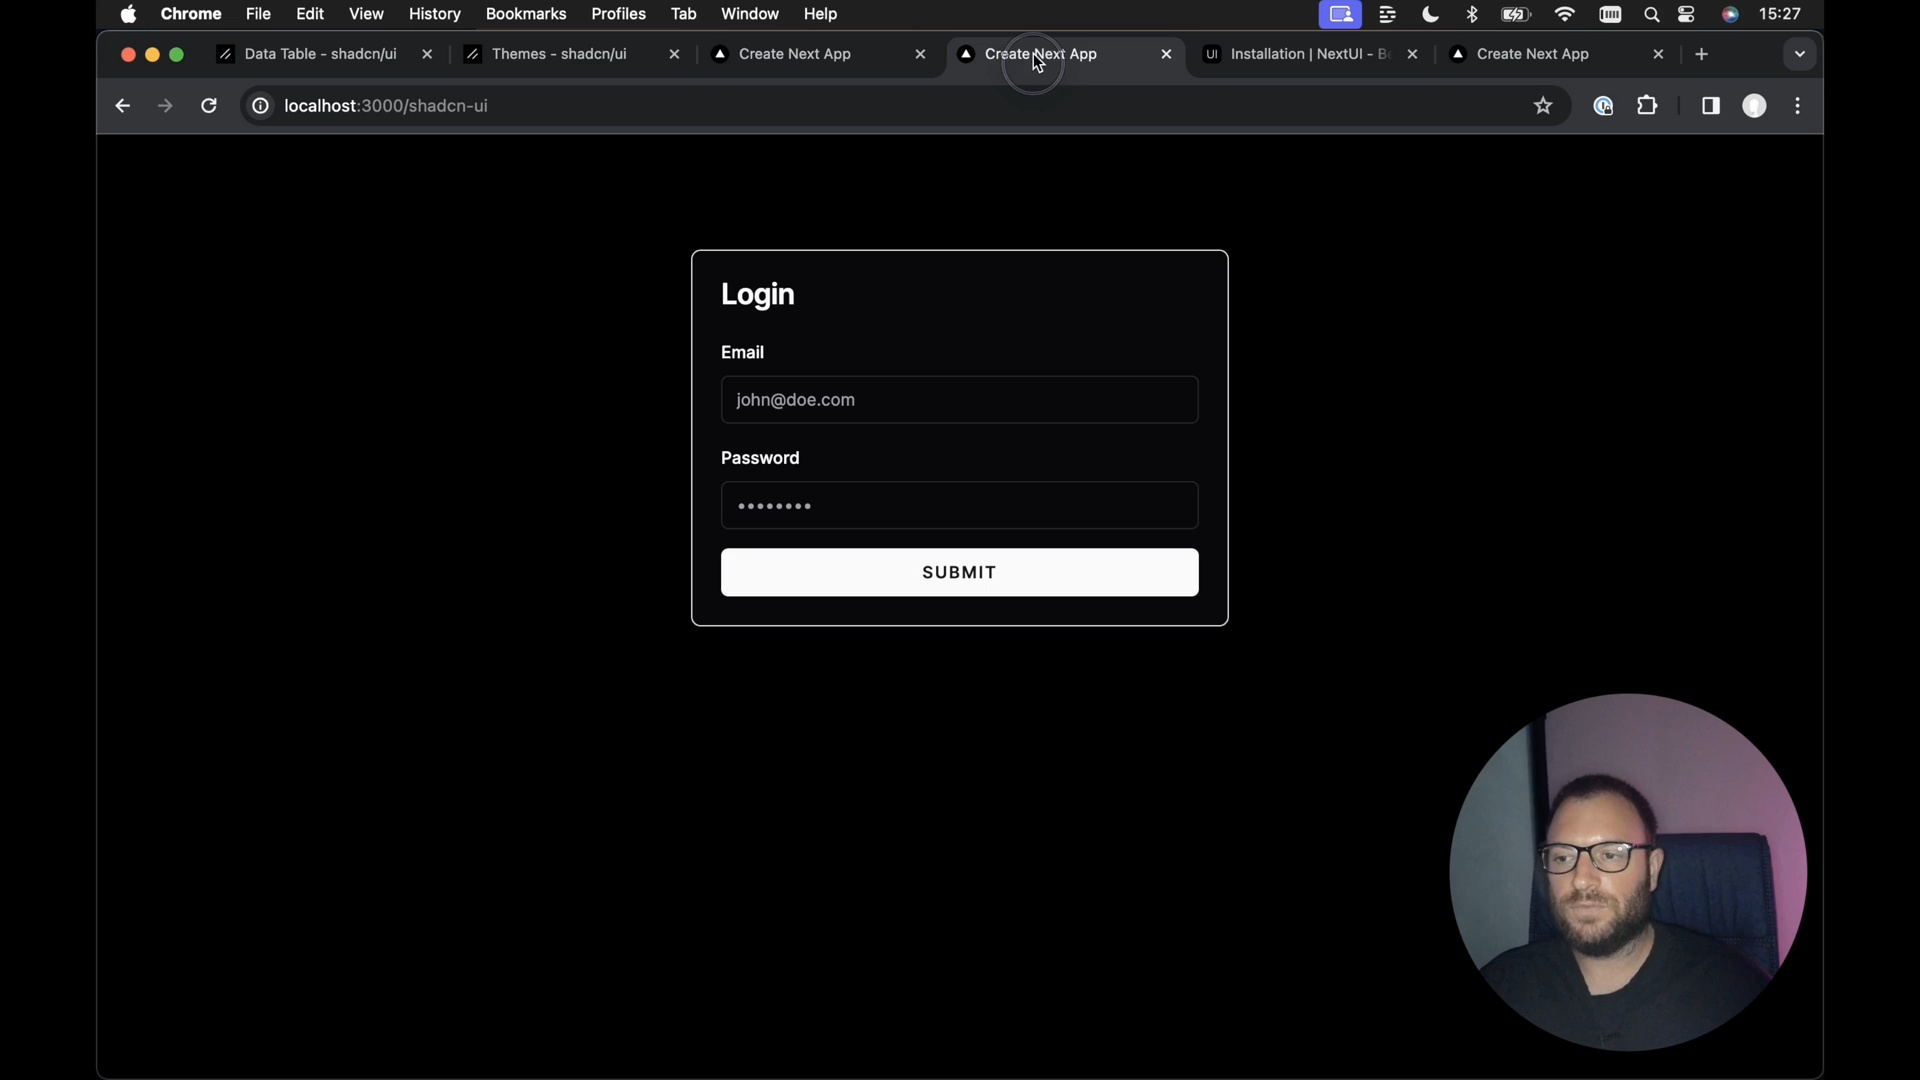 Chrome File Edit View History Bookmarks Profiles Tab Window Help 15:27
Data Table - shadcn/ui Themes - shadcn/ui Create Next App Create Next App UI Installation | NextUI - Be Create Next App
localhost:3000/shadcn-ui
Login
Email
john@doe.com
Password
••••••••
SUBMIT